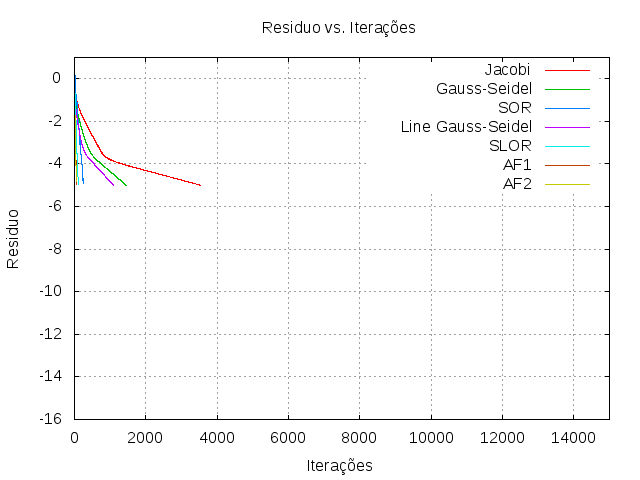 Residuo vs. Iterações
Jacobi
Gauss-Seidel
SOR
Line Gauss-Seidel
SLOR
AF1
AF2
0
-2
-4
-6
-8
-10
-12
-14
-16
Residuo
0 2000 4000 6000 8000 10000 12000 14000
Iterações